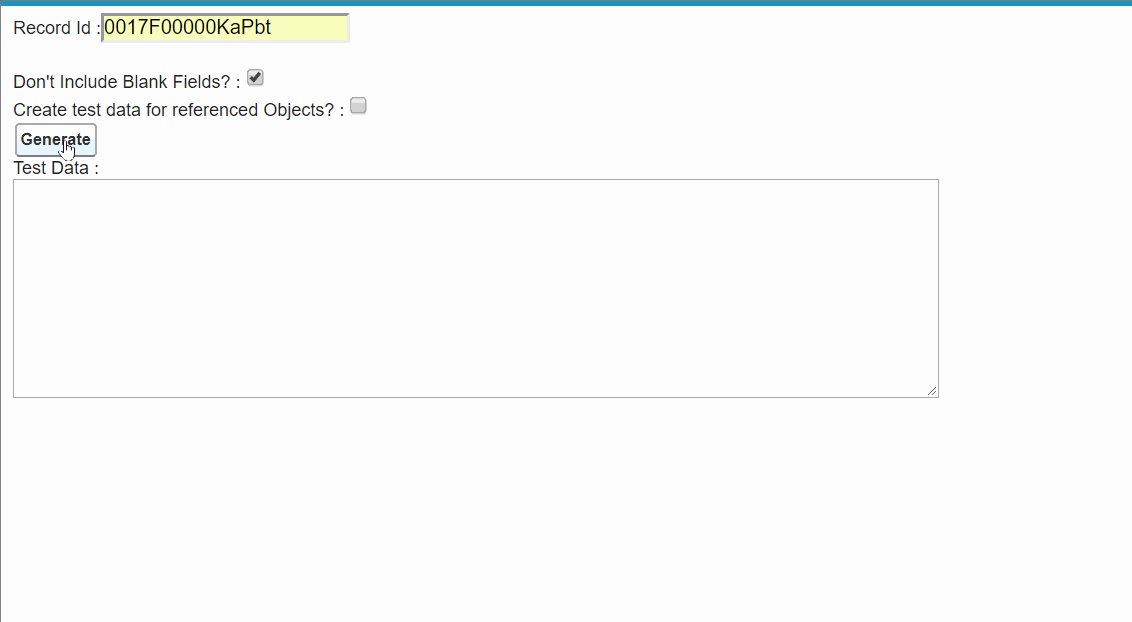 Record Id : 0017F00000KaPbt
Don't Include Blank Fields? :
Create test data for referenced Objects? :
Generate
Test Data :